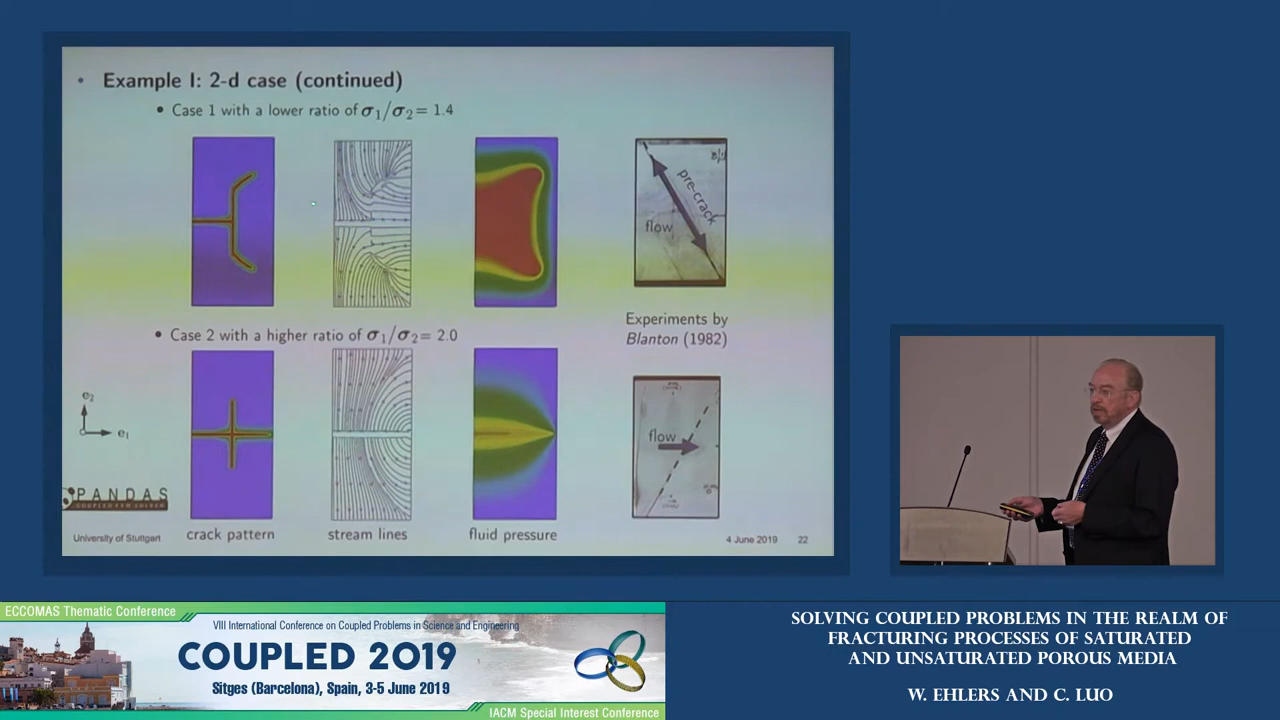 • Example I: 2-d case (continued)
• Case 1 with a lower ratio of σ1/σ2 = 1.4
pre-crack
flow
Experiments by
Blanton (1982)
• Case 2 with a higher ratio of σ1/σ2 = 2.0
flow
e2
e1
PANDAS
COUPLED FEM SOLVER
crack pattern
stream lines
fluid pressure
University of Stuttgart
4 June 2019 22
ECCOMAS Thematic Conference
VIII International Conference on Coupled Problems in Science and Engineering
COUPLED 2019
Sitges (Barcelona), Spain, 3-5 June 2019
IACM Special Interest Conference
SOLVING COUPLED PROBLEMS IN THE REALM OF
FRACTURING PROCESSES OF SATURATED
AND UNSATURATED POROUS MEDIA
W. EHLERS AND C. LUO